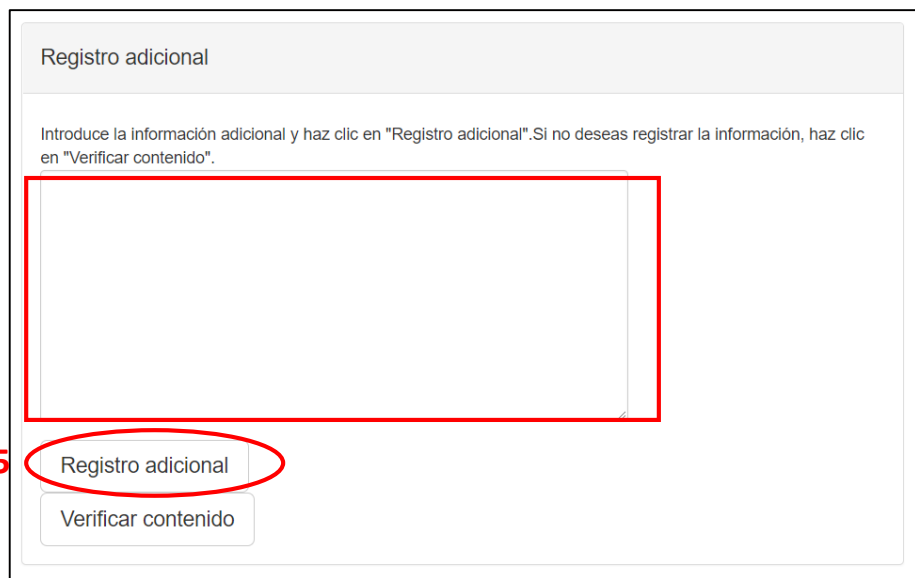 Registro adicional
Introduce la información adicional y haz clic en "Registro adicional".Si no deseas registrar la información, haz clic
en "Verificar contenido".
5
Registro adicional
Verificar contenido